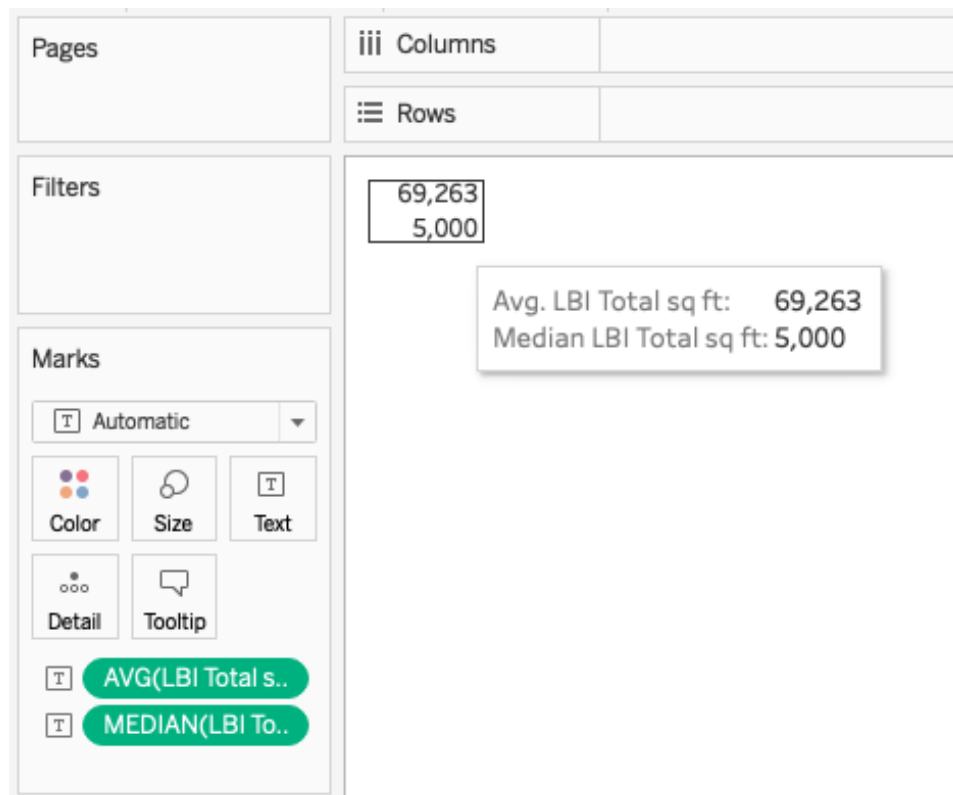 Pages
iii Columns
Rows
Filters
69,263
5,000
Avg. LBI Total sq ft: 69,263
Median LBI Total sq ft: 5,000
Marks
T Automatic
Color Size T Text
Detail Tooltip
T AVG(LBI Total s..
T MEDIAN(LBI To..